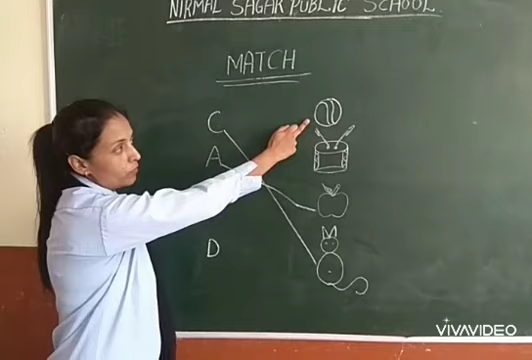 NIRMAL SAGAR PUBLIC SCHOOL
MATCH
C
A
D
VIVAVIDEO